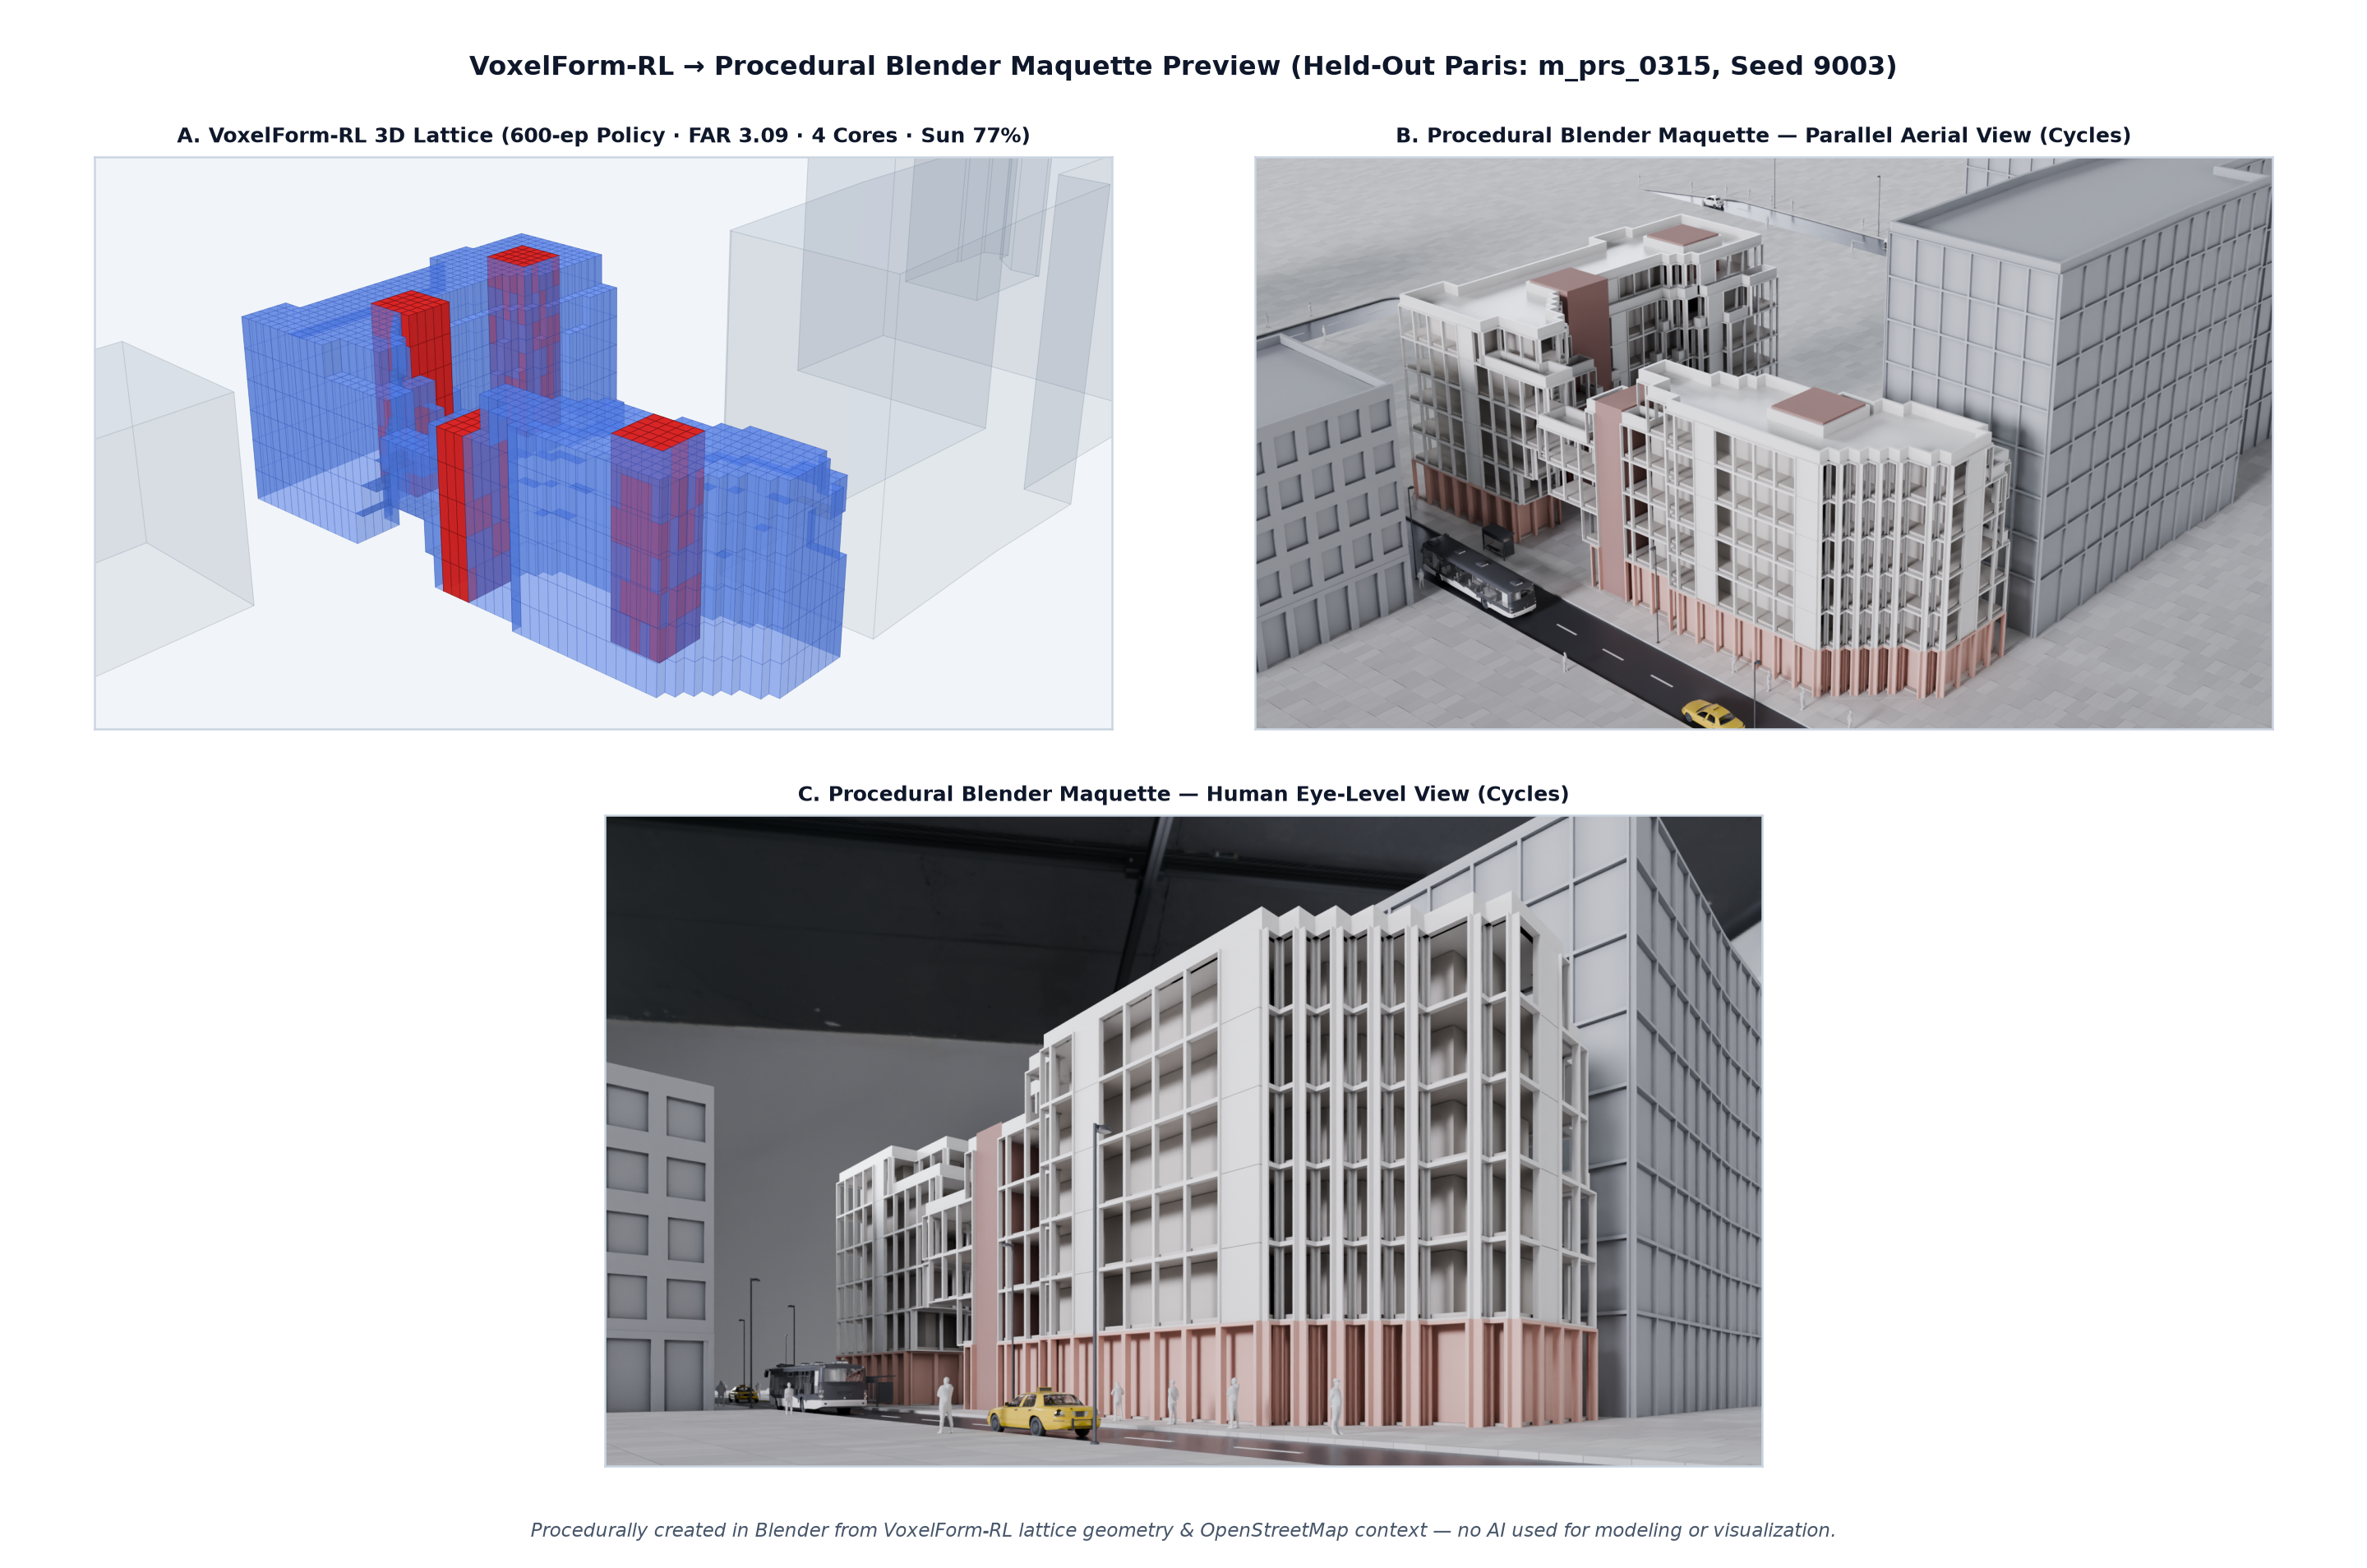 VoxelForm-RL → Procedural Blender Maquette Preview (Held-Out Paris: m_prs_0315, Seed 9003)
A. VoxelForm-RL 3D Lattice (600-ep Policy · FAR 3.09 · 4 Cores · Sun 77%)
B. Procedural Blender Maquette — Parallel Aerial View (Cycles)
C. Procedural Blender Maquette — Human Eye-Level View (Cycles)
Procedurally created in Blender from VoxelForm-RL lattice geometry & OpenStreetMap context — no AI used for modeling or visualization.